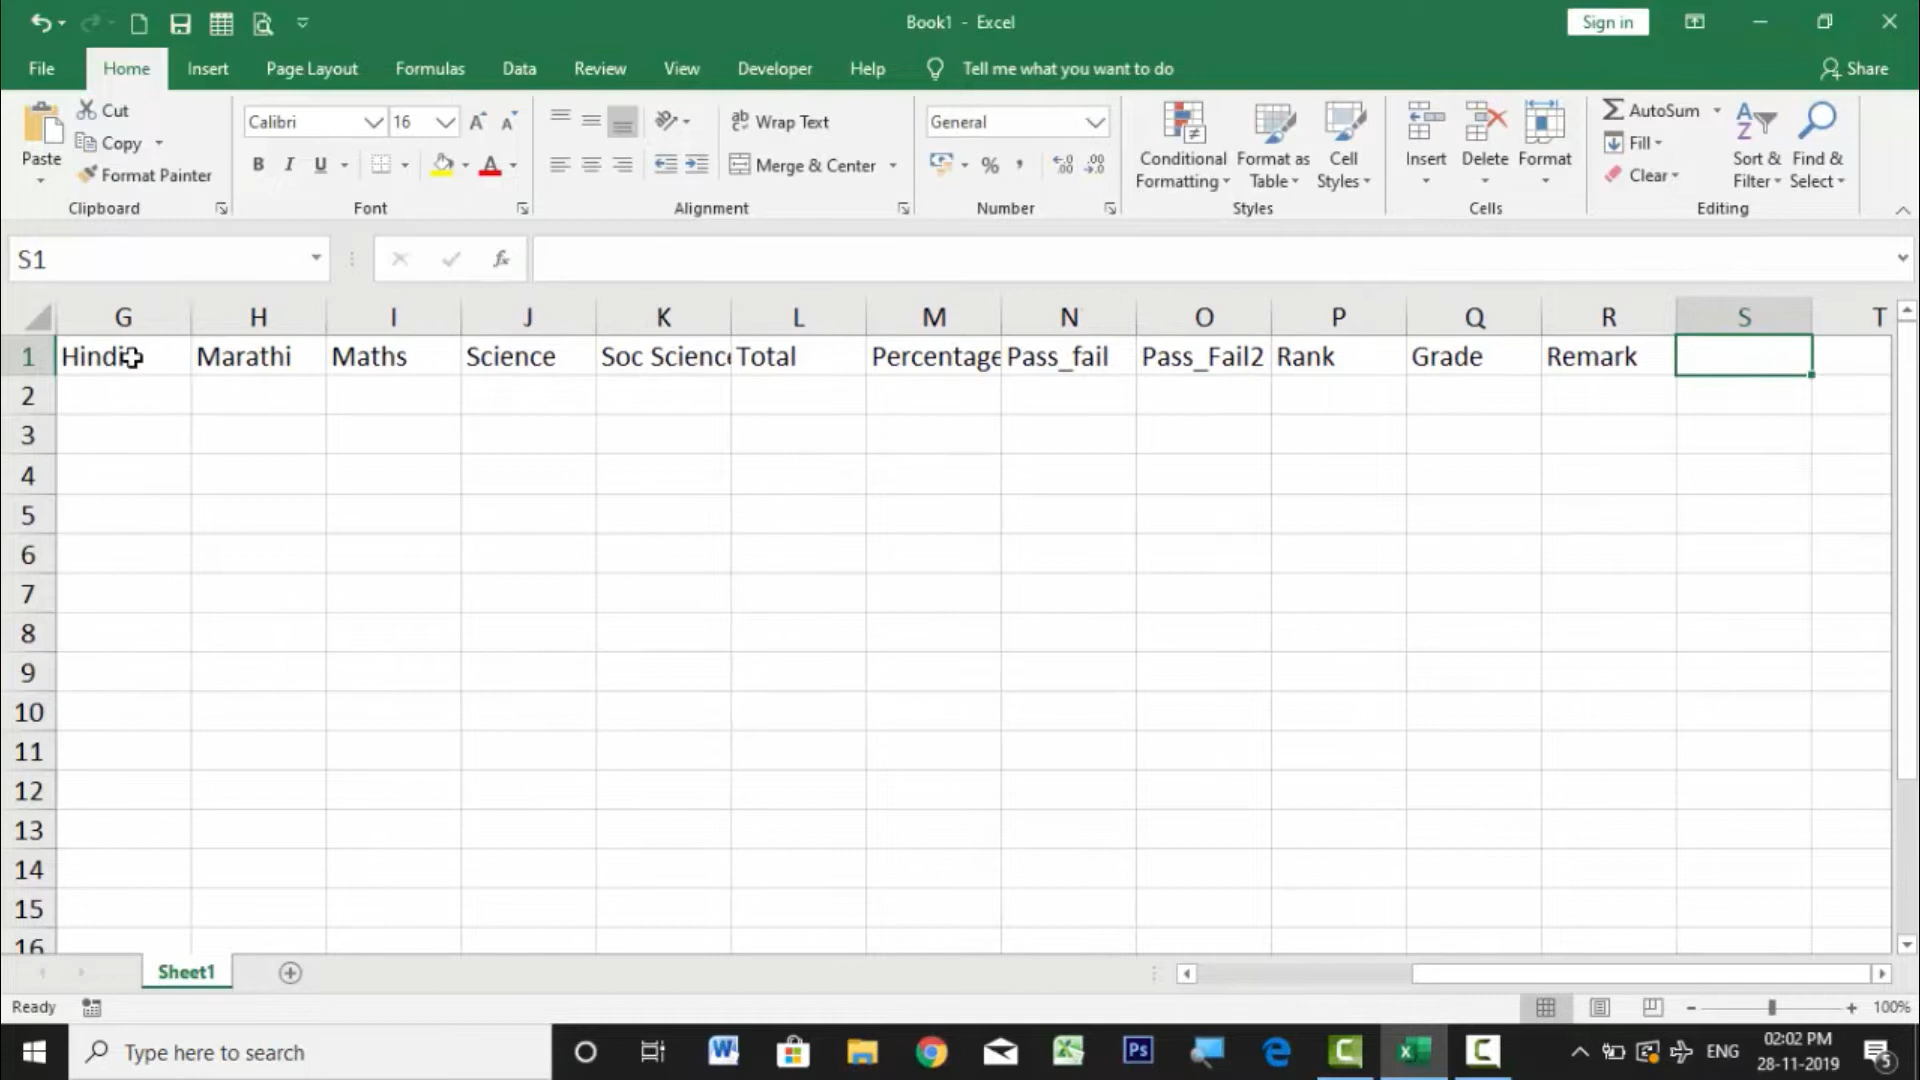 Book1 - Excel
Sign in
File Home Insert Page Layout Formulas Data Review View Developer Help Tell me what you want to do Share
Paste
Cut
Copy
Format Painter
Clipboard
Calibri 16
B I U A
Font
Wrap Text
Merge & Center
Alignment
General
% ,
Number
Conditional Formatting
Format as Table
Cell Styles
Styles
Insert Delete Format
Cells
AutoSum
Fill
Clear
Sort & Filter
Find & Select
Editing
S1 fx
G H I J K L M N O P Q R S T
1 Hindi Marathi Maths Science Soc Science Total Percentage Pass_fail Pass_Fail2 Rank Grade Remark
2
3
4
5
6
7
8
9
10
11
12
13
14
15
16
Sheet1
Ready 100%
Type here to search
ENG
02:02 PM
28-11-2019
5